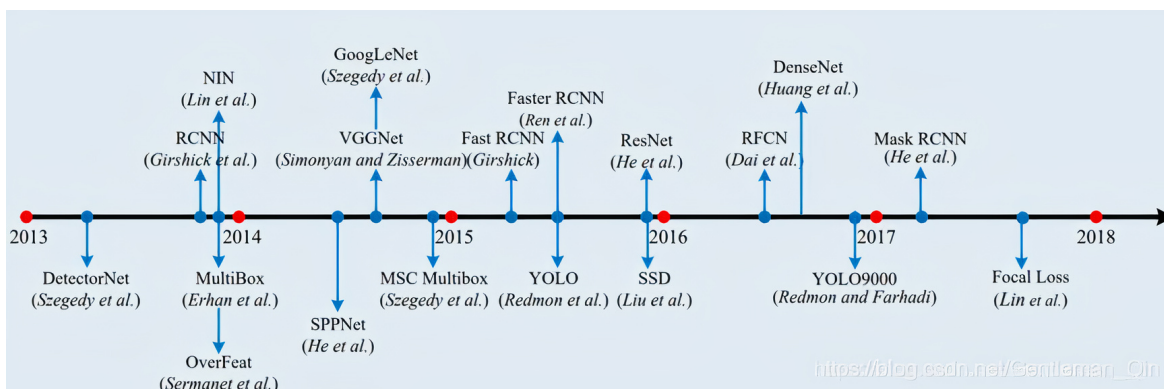 GoogLeNet
(Szegedy et al.)
NIN
(Lin et al.)
DenseNet
(Huang et al.)
Faster RCNN
(Ren et al.)
RCNN
(Girshick et al.)
VGGNet
(Simonyan and Zisserman)
Fast RCNN
(Girshick)
ResNet
(He et al.)
RFCN
(Dai et al.)
Mask RCNN
(He et al.)
2013
2014
2015
2016
2017
2018
DetectorNet
(Szegedy et al.)
MultiBox
(Erhan et al.)
MSC Multibox
(Szegedy et al.)
YOLO
(Redmon et al.)
SSD
(Liu et al.)
YOLO9000
(Redmon and Farhadi)
Focal Loss
(Lin et al.)
SPPNet
(He et al.)
OverFeat
(Sermanet et al.)
https://blog.csdn.net/Gentleman_Qin